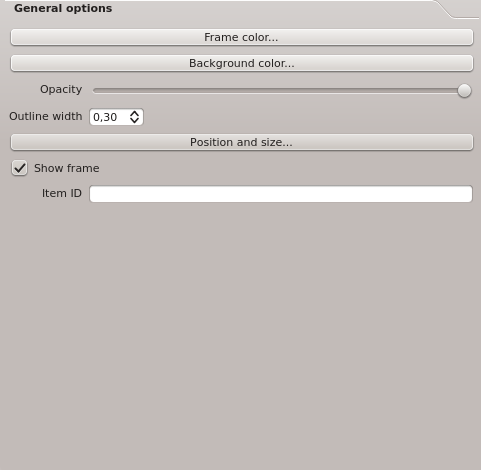 General options
Frame color...
Background color...
Opacity
Outline width 0,30
Position and size...
Show frame
Item ID